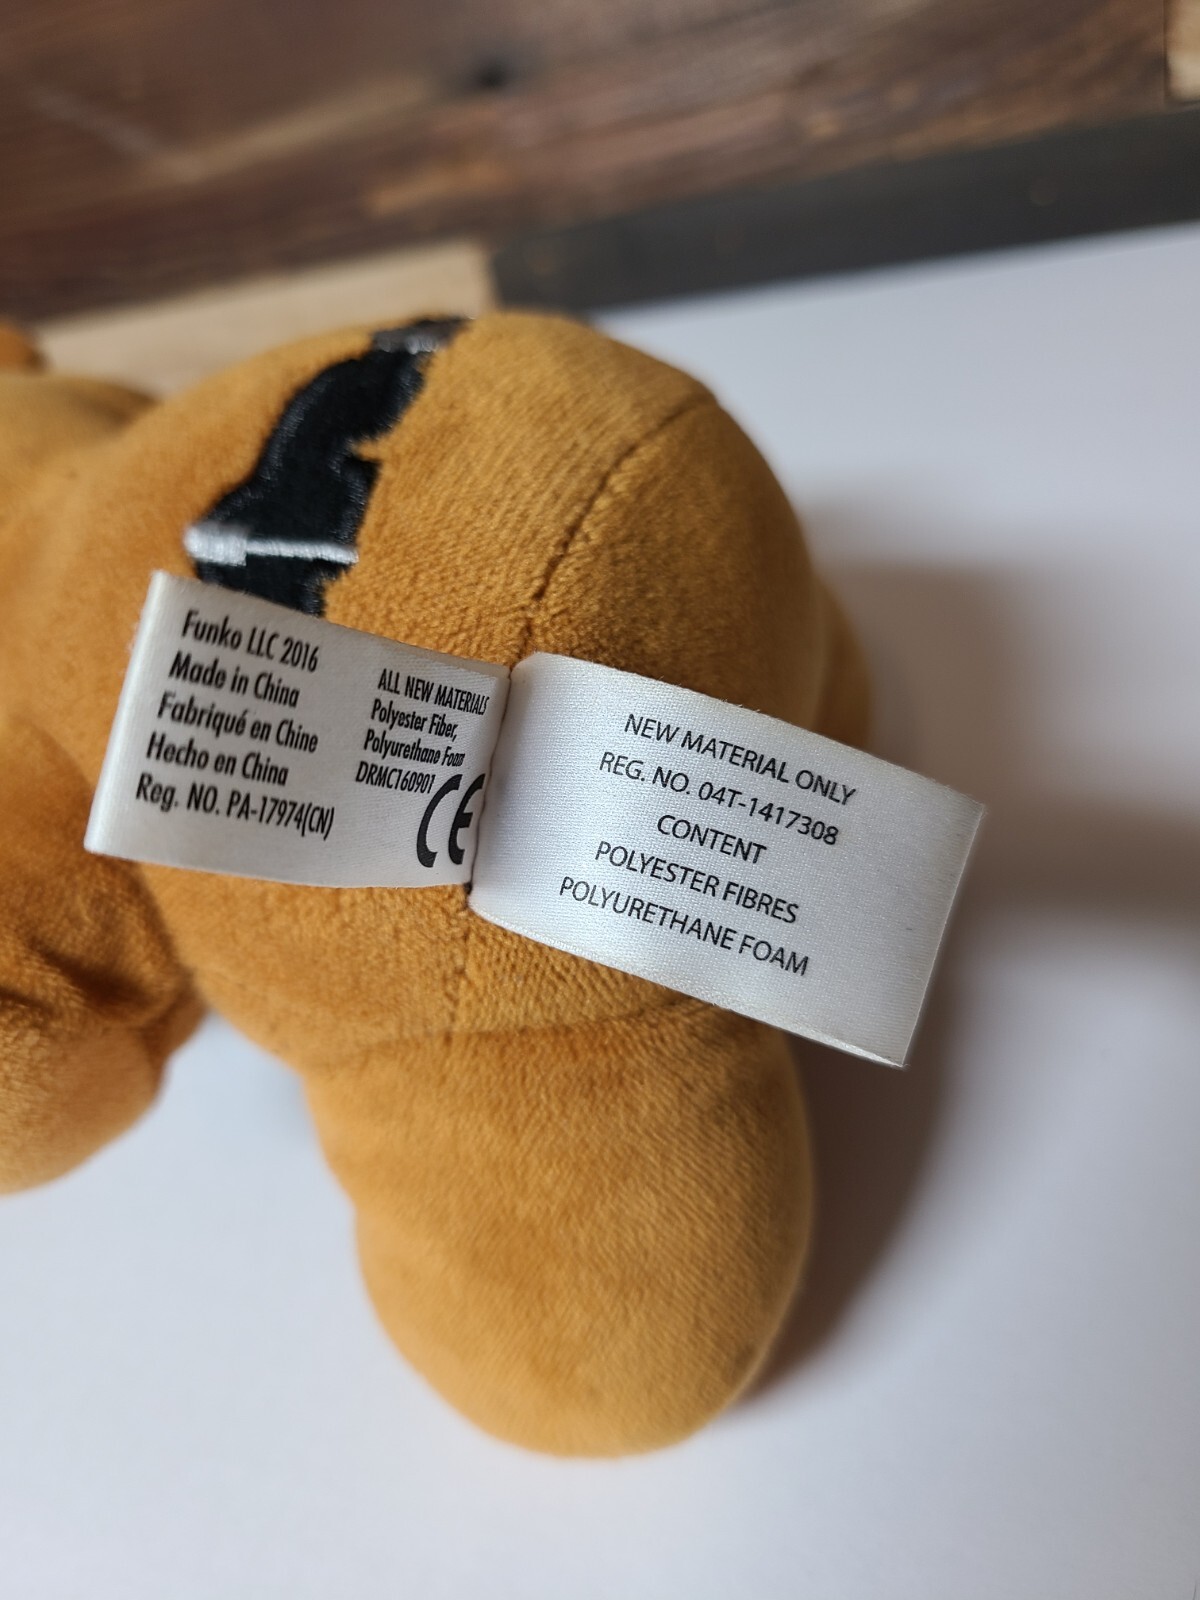 Funko LLC 2016
Made in China
Fabriqué en Chine
Hecho en China
Reg. NO. PA-17974(CN)
ALL NEW MATERIALS
Polyester Fiber,
Polyurethane Foam
DRMC160901
CE
NEW MATERIAL ONLY
REG. NO. 04T-1417308
CONTENT
POLYESTER FIBRES
POLYURETHANE FOAM